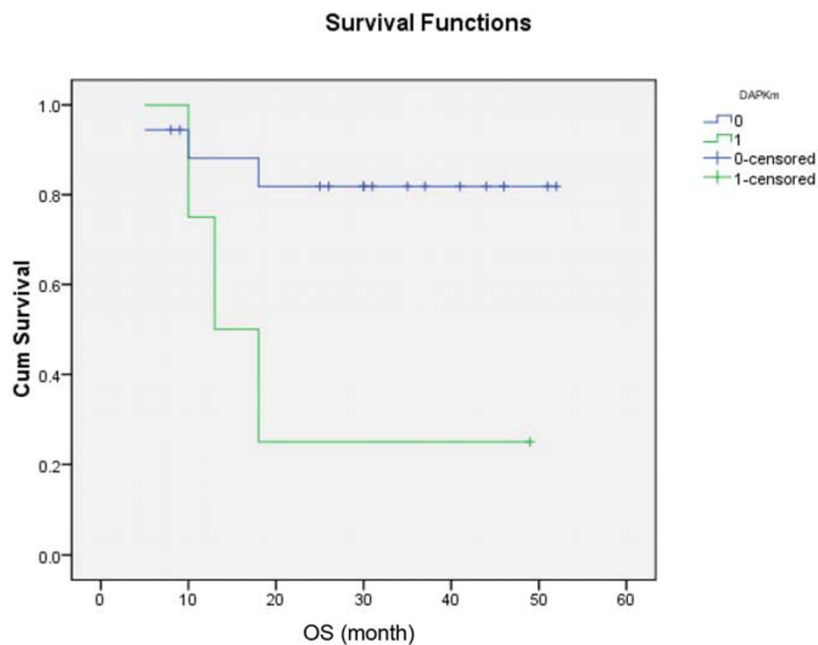 Survival Functions
DAPKm
0
1
0-censored
1-censored
Cum Survival
1.0
0.8
0.6
0.4
0.2
0.0
0 10 20 30 40 50 60
OS (month)